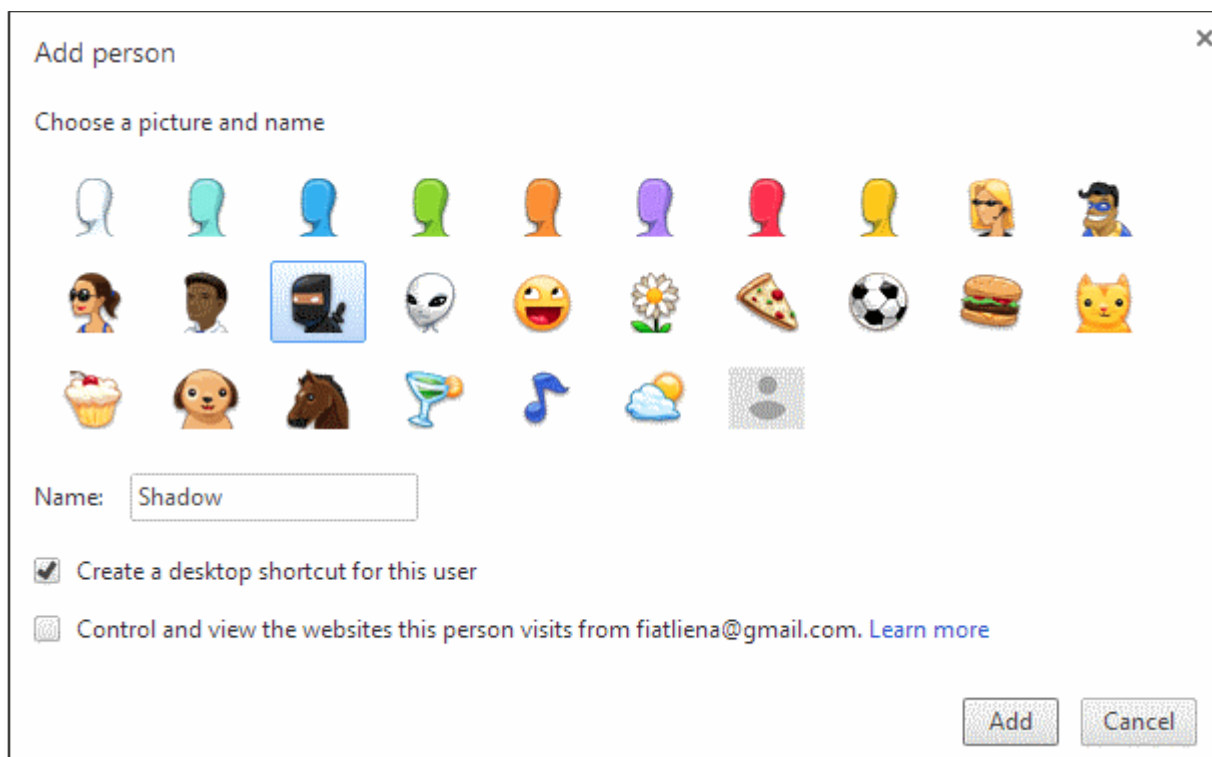 Add person
Choose a picture and name
Name: Shadow
Create a desktop shortcut for this user
Control and view the websites this person visits from fiatliena@gmail.com. Learn more
Add Cancel